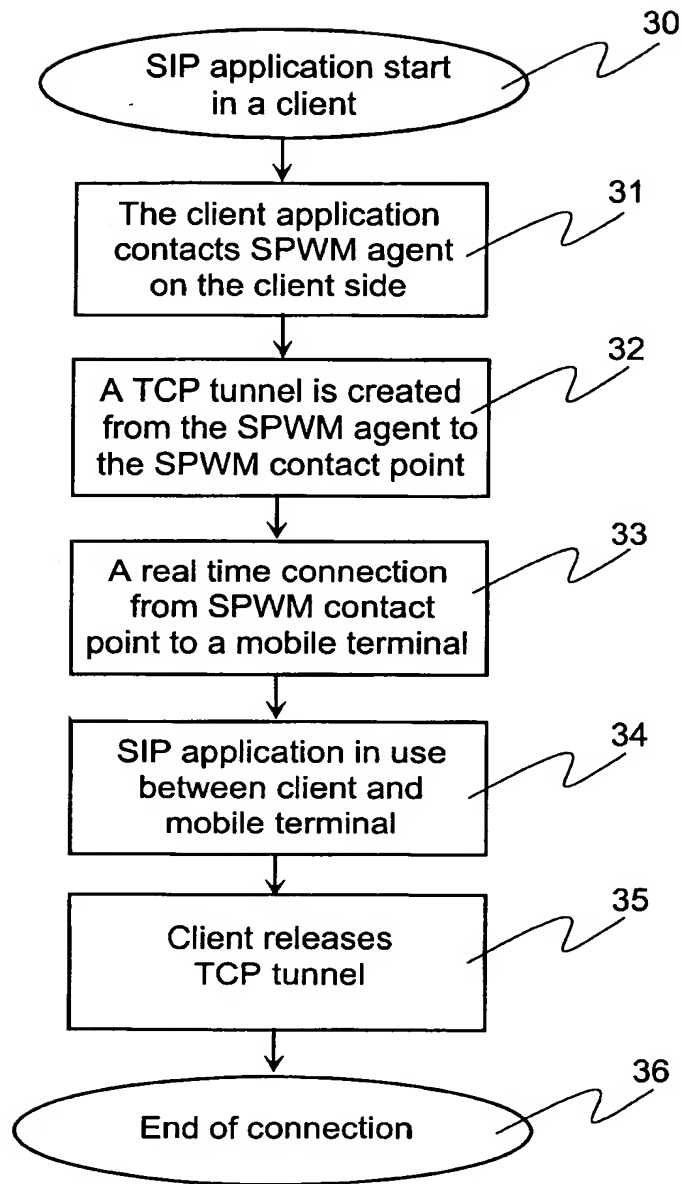 30
SIP application start
in a client
31
The client application
contacts SPWM agent
on the client side
32
A TCP tunnel is created
from the SPWM agent to
the SPWM contact point
33
A real time connection
from SPWM contact
point to a mobile terminal
34
SIP application in use
between client and
mobile terminal
35
Client releases
TCP tunnel
36
End of connection